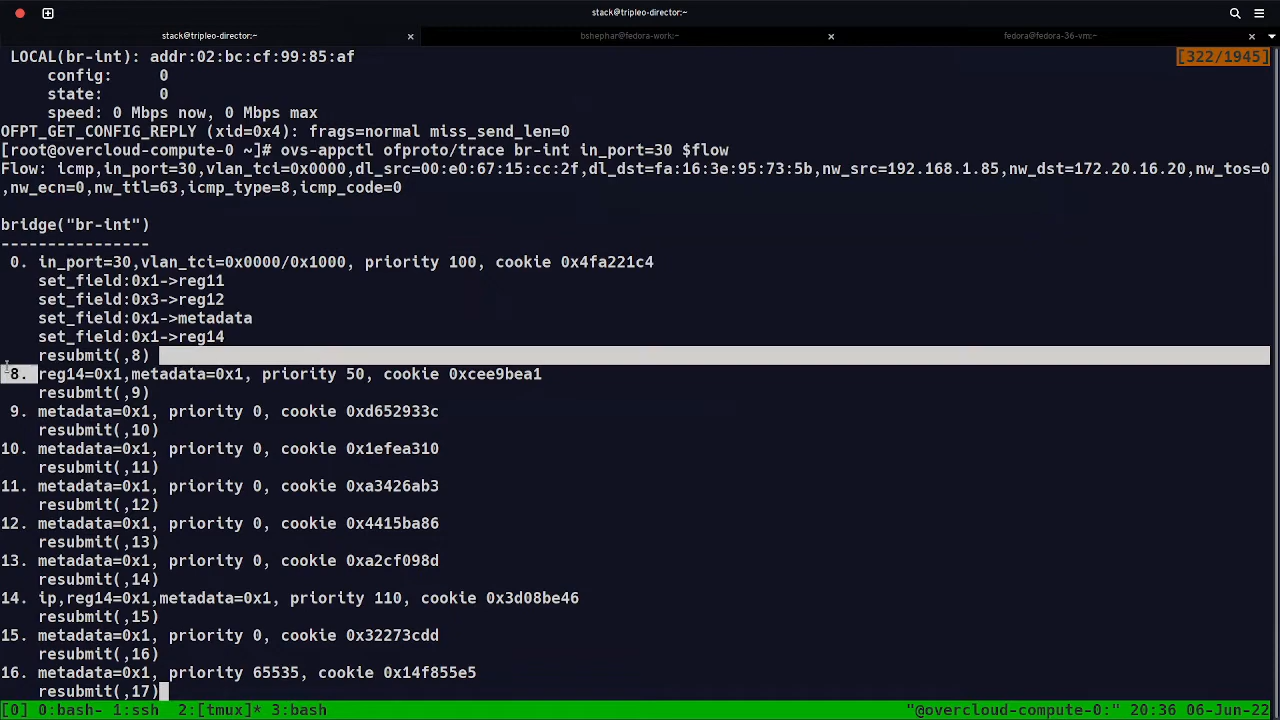 stack@tripleo-director:~
stack@tripleo-director:~
bshephar@fedora-work:~
fedora@fedora-36-vm:~
LOCAL(br-int): addr:02:bc:cf:99:85:af
[322/1945]
config:     0
state:      0
speed: 0 Mbps now, 0 Mbps max
OFPT_GET_CONFIG_REPLY (xid=0x4): frags=normal miss_send_len=0
[root@overcloud-compute-0 ~]# ovs-appctl ofproto/trace br-int in_port=30 $flow
Flow: icmp,in_port=30,vlan_tci=0x0000,dl_src=00:e0:67:15:cc:2f,dl_dst=fa:16:3e:95:73:5b,nw_src=192.168.1.85,nw_dst=172.20.16.20,nw_tos=0
,nw_ecn=0,nw_ttl=63,icmp_type=8,icmp_code=0
bridge("br-int")
----------------
0. in_port=30,vlan_tci=0x0000/0x1000, priority 100, cookie 0x4fa221c4
set_field:0x1->reg11
set_field:0x3->reg12
set_field:0x1->metadata
set_field:0x1->reg14
resubmit(,8)
8. reg14=0x1,metadata=0x1, priority 50, cookie 0xcee9bea1
resubmit(,9)
9. metadata=0x1, priority 0, cookie 0xd652933c
resubmit(,10)
10. metadata=0x1, priority 0, cookie 0x1efea310
resubmit(,11)
11. metadata=0x1, priority 0, cookie 0xa3426ab3
resubmit(,12)
12. metadata=0x1, priority 0, cookie 0x4415ba86
resubmit(,13)
13. metadata=0x1, priority 0, cookie 0xa2cf098d
resubmit(,14)
14. ip,reg14=0x1,metadata=0x1, priority 110, cookie 0x3d08be46
resubmit(,15)
15. metadata=0x1, priority 0, cookie 0x32273cdd
resubmit(,16)
16. metadata=0x1, priority 65535, cookie 0x14f855e5
resubmit(,17)
[0] 0:bash- 1:ssh  2:[tmux]* 3:bash
"@overcloud-compute-0:" 20:36 06-Jun-22